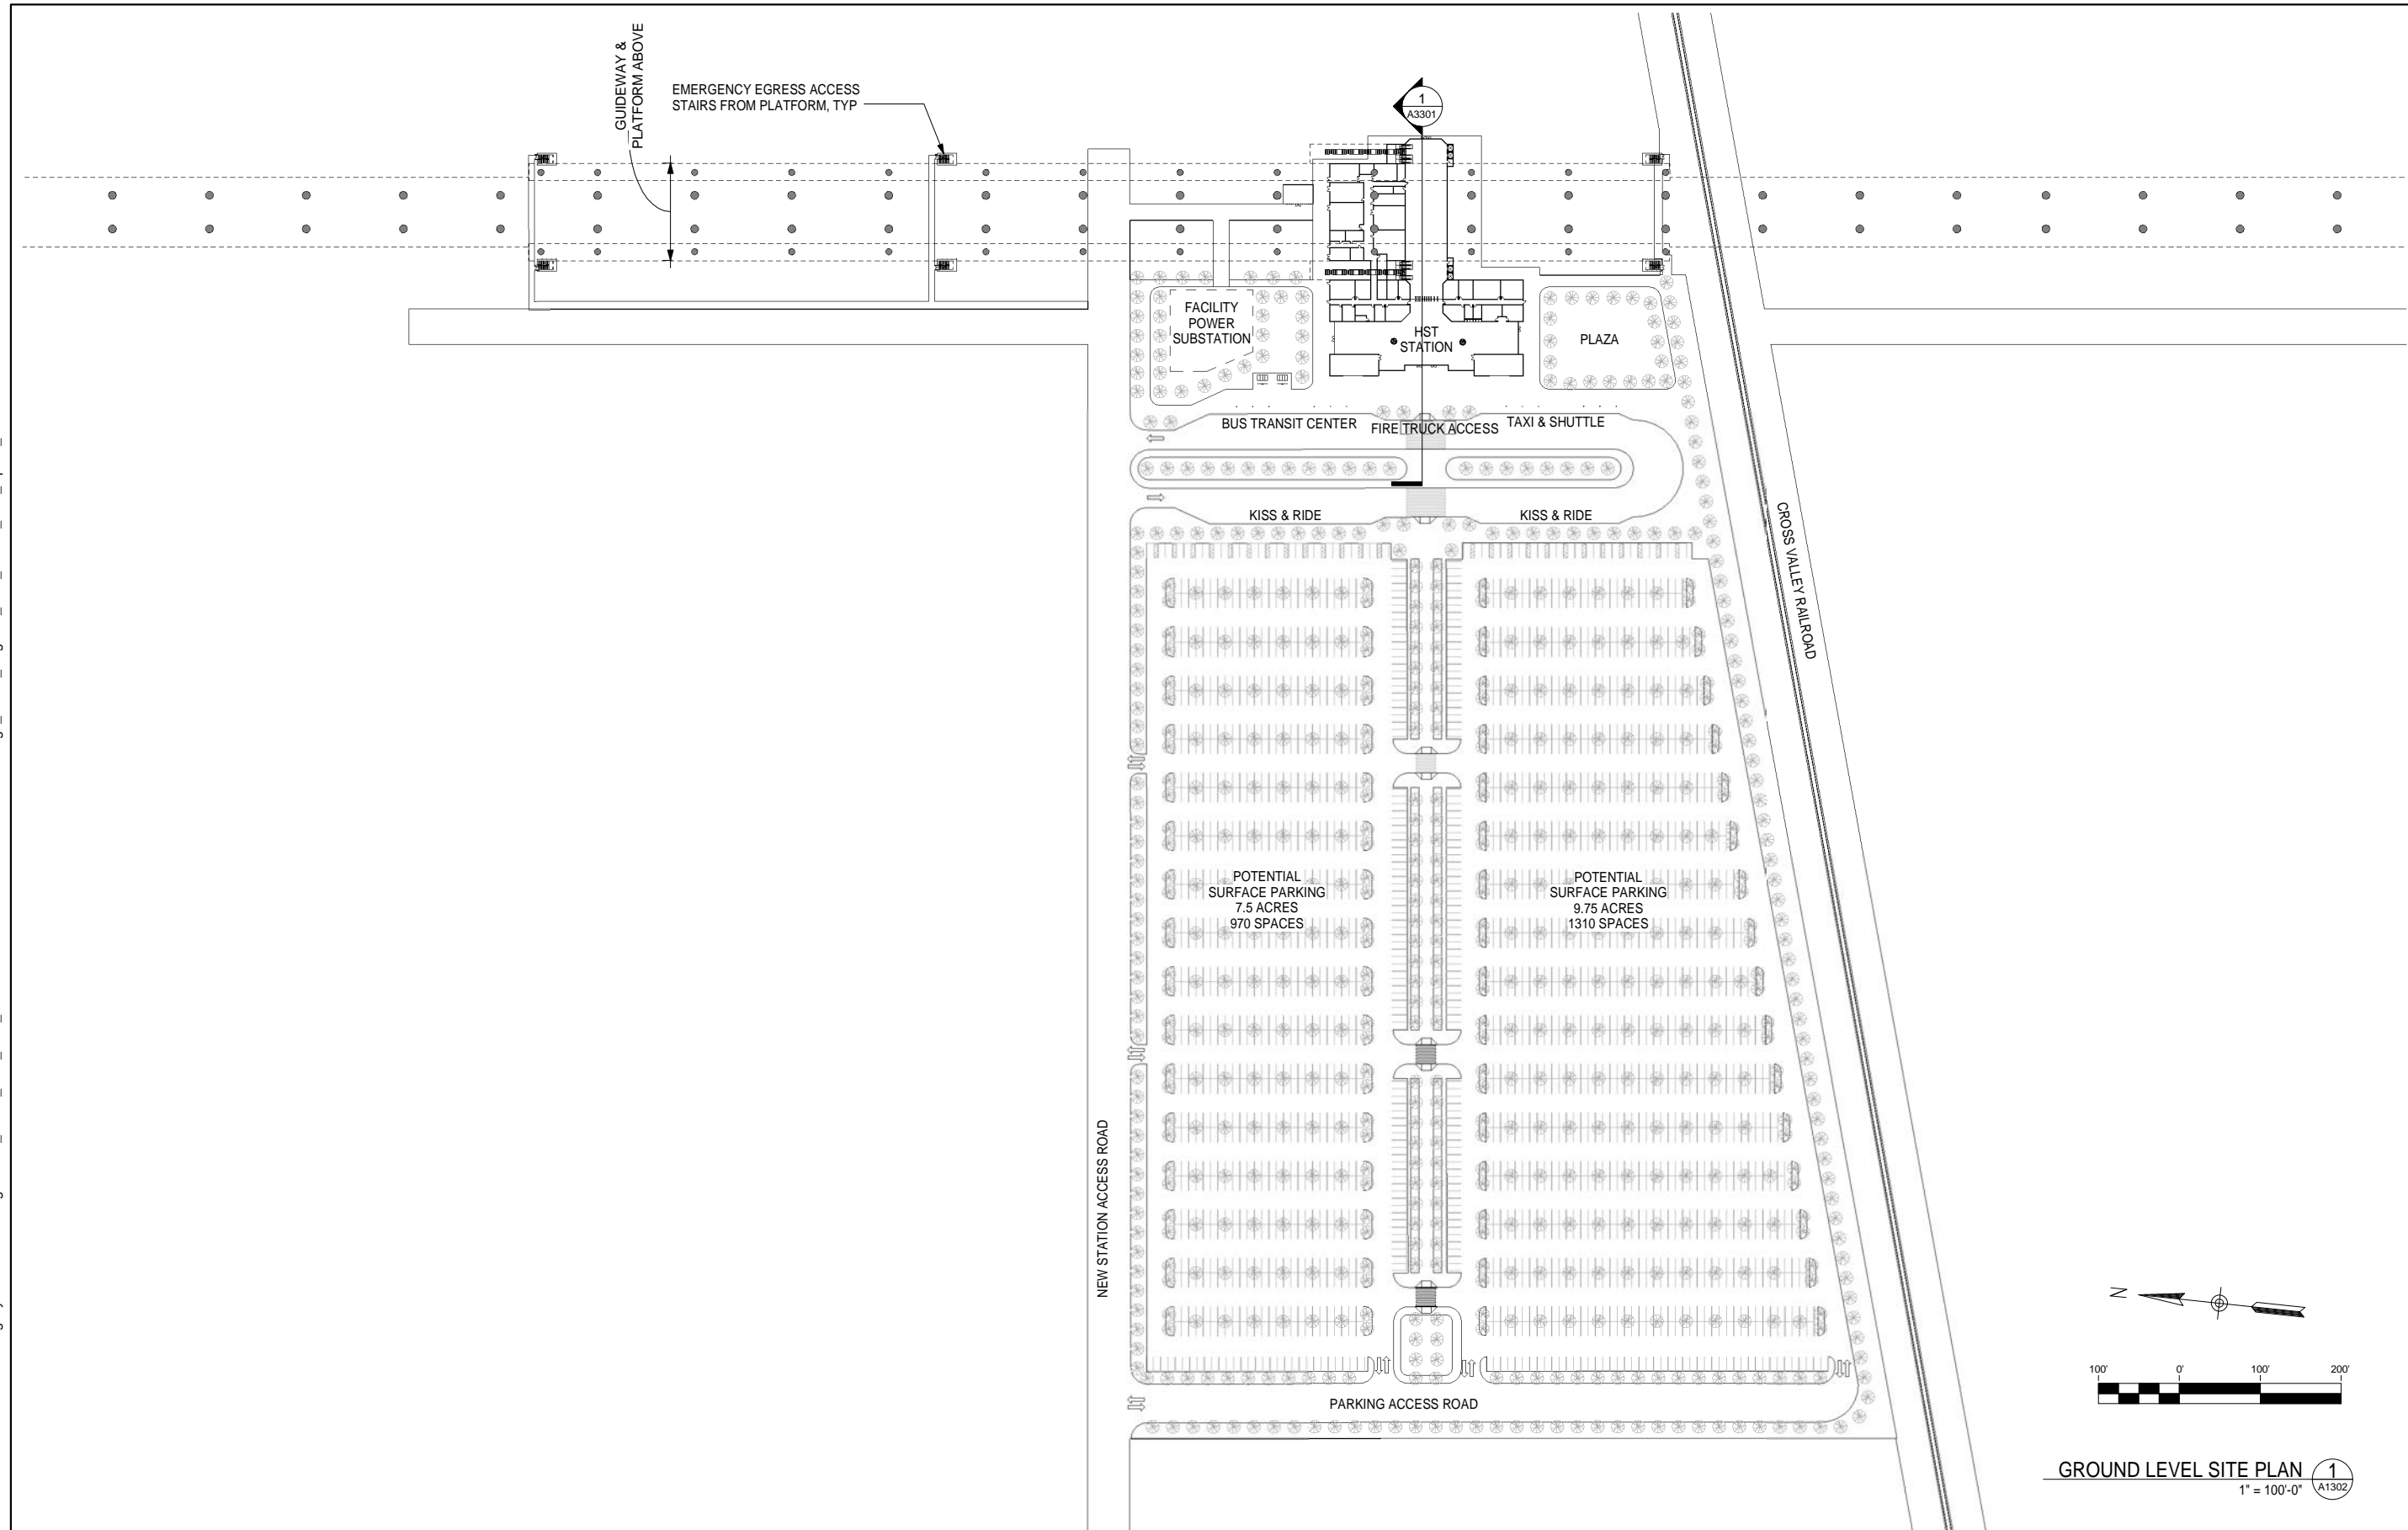 GUIDEWAY &
PLATFORM ABOVE
EMERGENCY EGRESS ACCESS
STAIRS FROM PLATFORM, TYP
1
A3301
FACILITY
POWER
SUBSTATION
HST
STATION
PLAZA
BUS TRANSIT CENTER
FIRE TRUCK ACCESS
TAXI & SHUTTLE
KISS & RIDE
KISS & RIDE
CROSS VALLEY RAILROAD
POTENTIAL
SURFACE PARKING
7.5 ACRES
970 SPACES
POTENTIAL
SURFACE PARKING
9.75 ACRES
1310 SPACES
NEW STATION ACCESS ROAD
PARKING ACCESS ROAD
N
100' 0' 100' 200'
GROUND LEVEL SITE PLAN
1" = 100'-0"
1
A1302